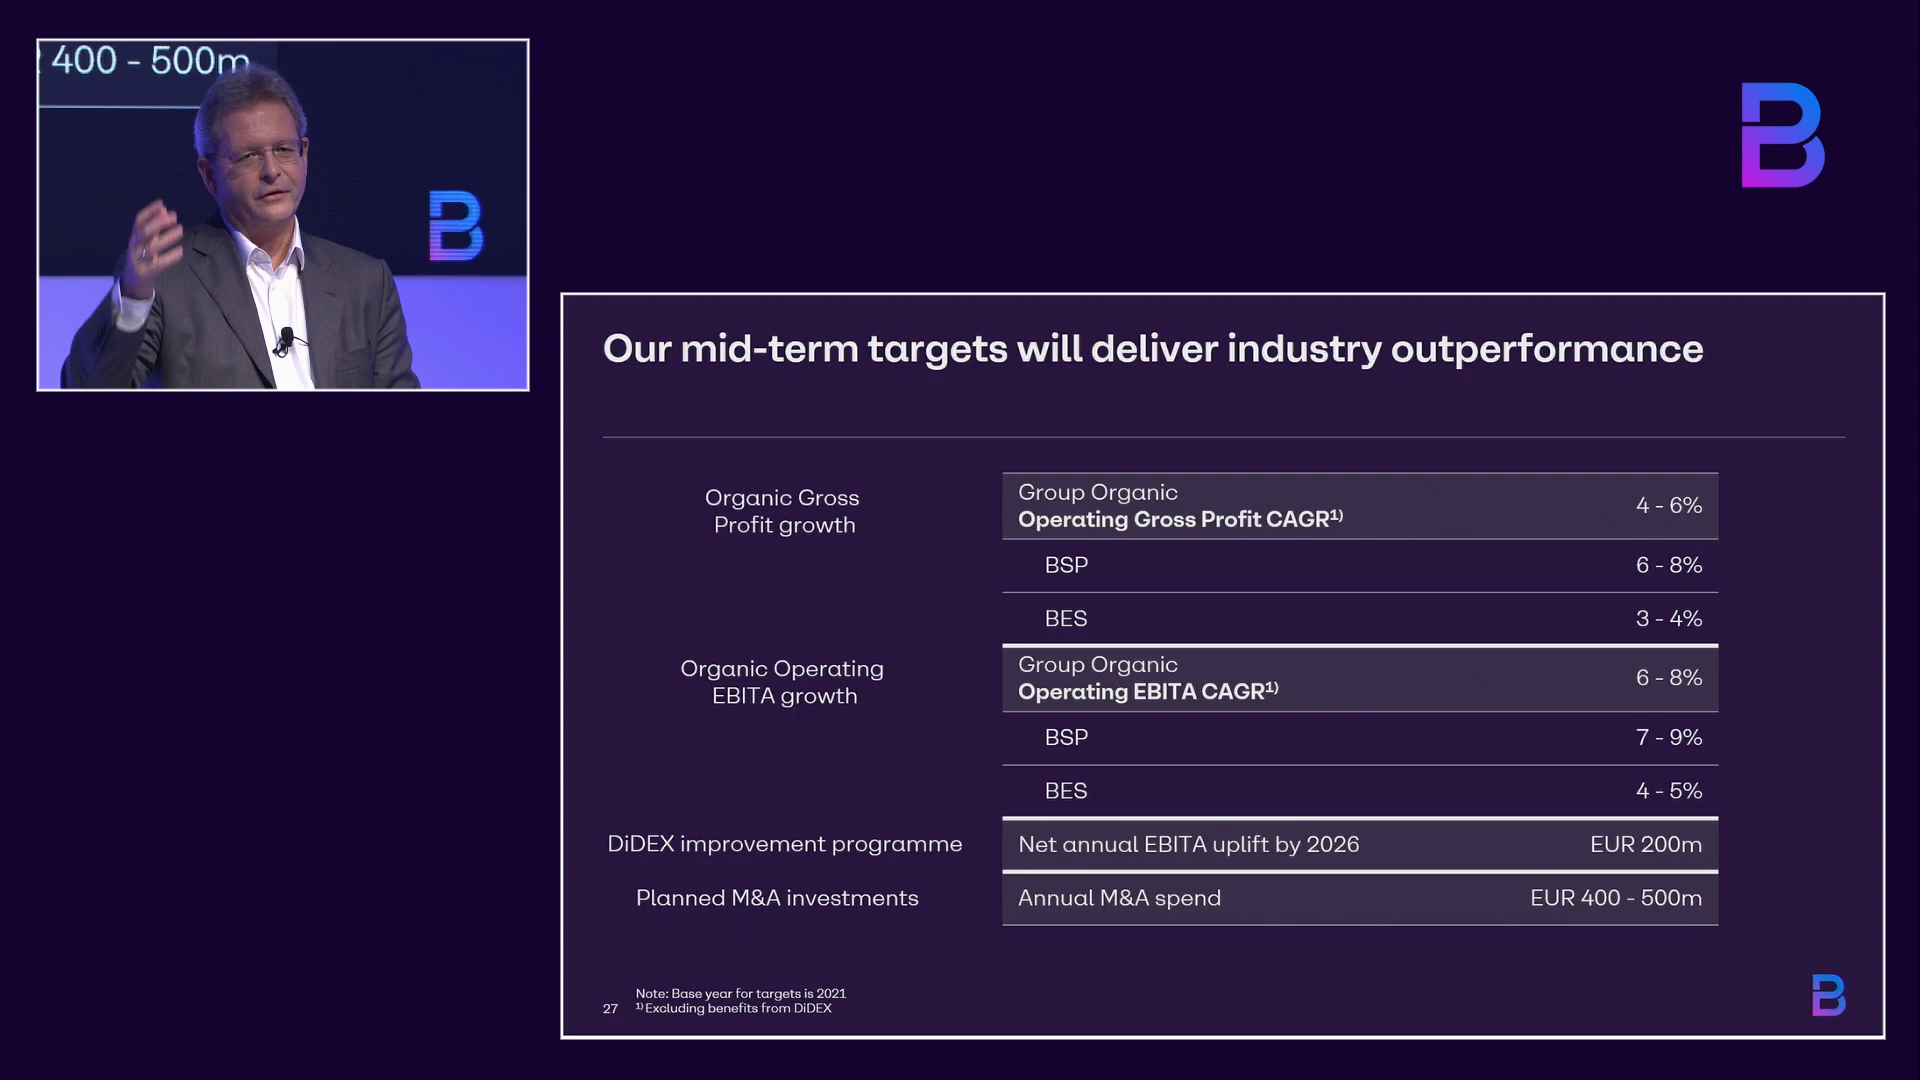 400 - 500m
B
B
Our mid-term targets will deliver industry outperformance
Organic Gross
Profit growth
Group Organic
Operating Gross Profit CAGR¹⁾
4 - 6%
BSP
6 - 8%
BES
3 - 4%
Organic Operating
EBITA growth
Group Organic
Operating EBITA CAGR¹⁾
6 - 8%
BSP
7 - 9%
BES
4 - 5%
DiDEX improvement programme
Net annual EBITA uplift by 2026
EUR 200m
Planned M&A investments
Annual M&A spend
EUR 400 - 500m
27
Note: Base year for targets is 2021
¹⁾ Excluding benefits from DiDEX
B